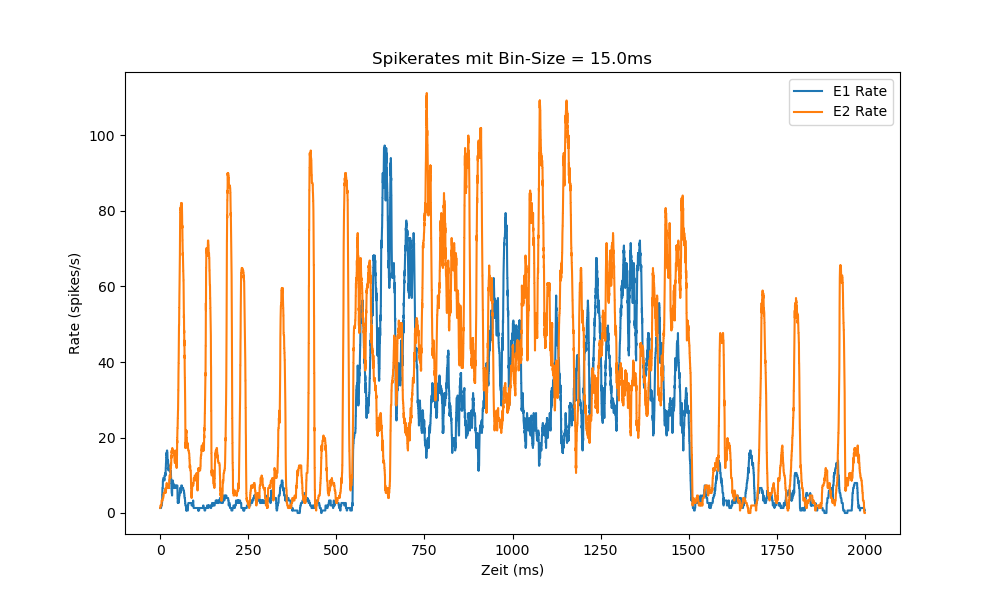 Spikerates mit Bin-Size = 15.0ms
E1 Rate
E2 Rate
100
80
60
40
20
0
Rate (spikes/s)
0 250 500 750 1000 1250 1500 1750 2000
Zeit (ms)